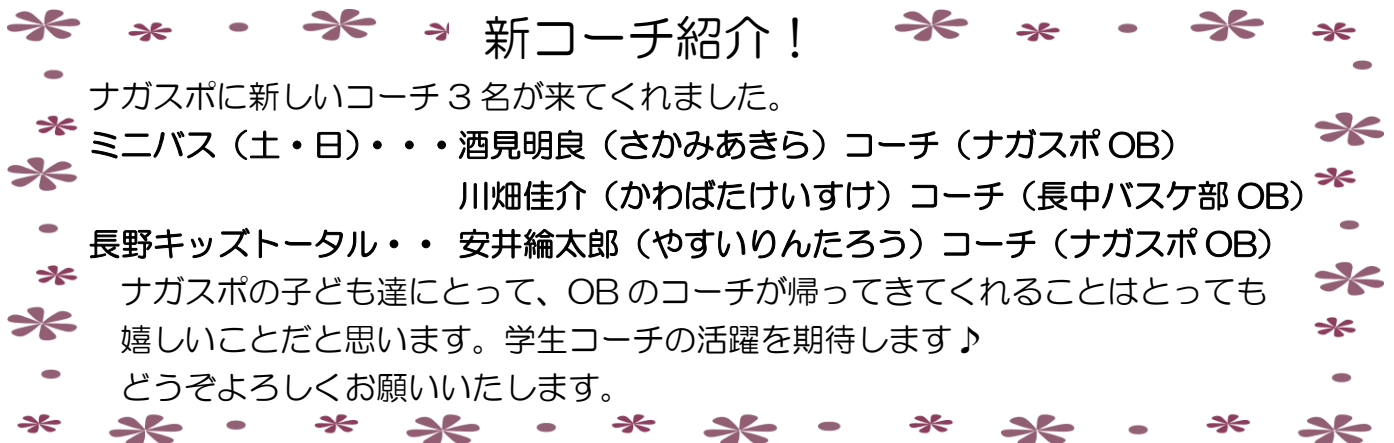 新コーチ紹介！
ナガスポに新しいコーチ３名が来てくれました。
ミニバス（土・日）・・・酒見明良（さかみあきら）コーチ（ナガスポOB）
川畑佳介（かわばたけいすけ）コーチ（長中バスケ部OB）
長野キッズトータル・・ 安井綸太郎（やすいりんたろう）コーチ（ナガスポOB）
ナガスポの子ども達にとって、OBのコーチが帰ってきてくれることはとっても
嬉しいことだと思います。学生コーチの活躍を期待します♪
どうぞよろしくお願いいたします。